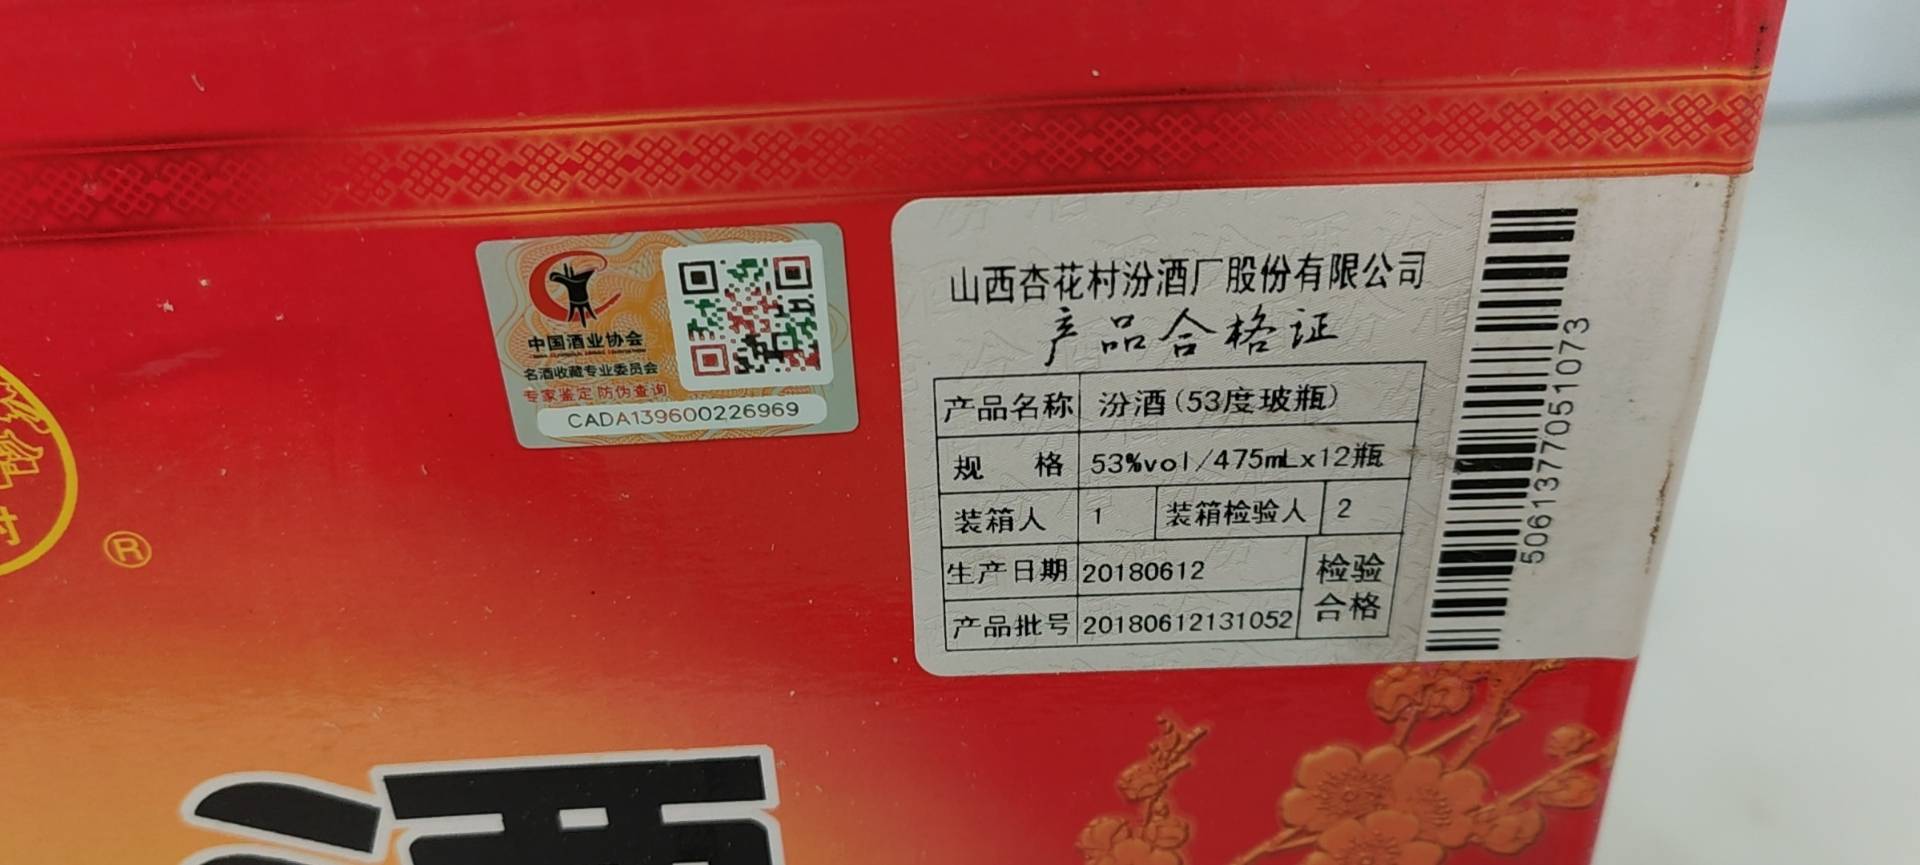 中国酒业协会
名酒收藏专业委员会
专家鉴定 防伪查询
CADA139600226969
山西杏花村汾酒厂股份有限公司
产品合格证
产品名称 汾酒(53度玻瓶)
规 格 53%vol/475mLx12瓶
装箱人 1 装箱检验人 2
生产日期 20180612
检验
合格
产品批号 20180612131052
50613770510​73
村
®
酒